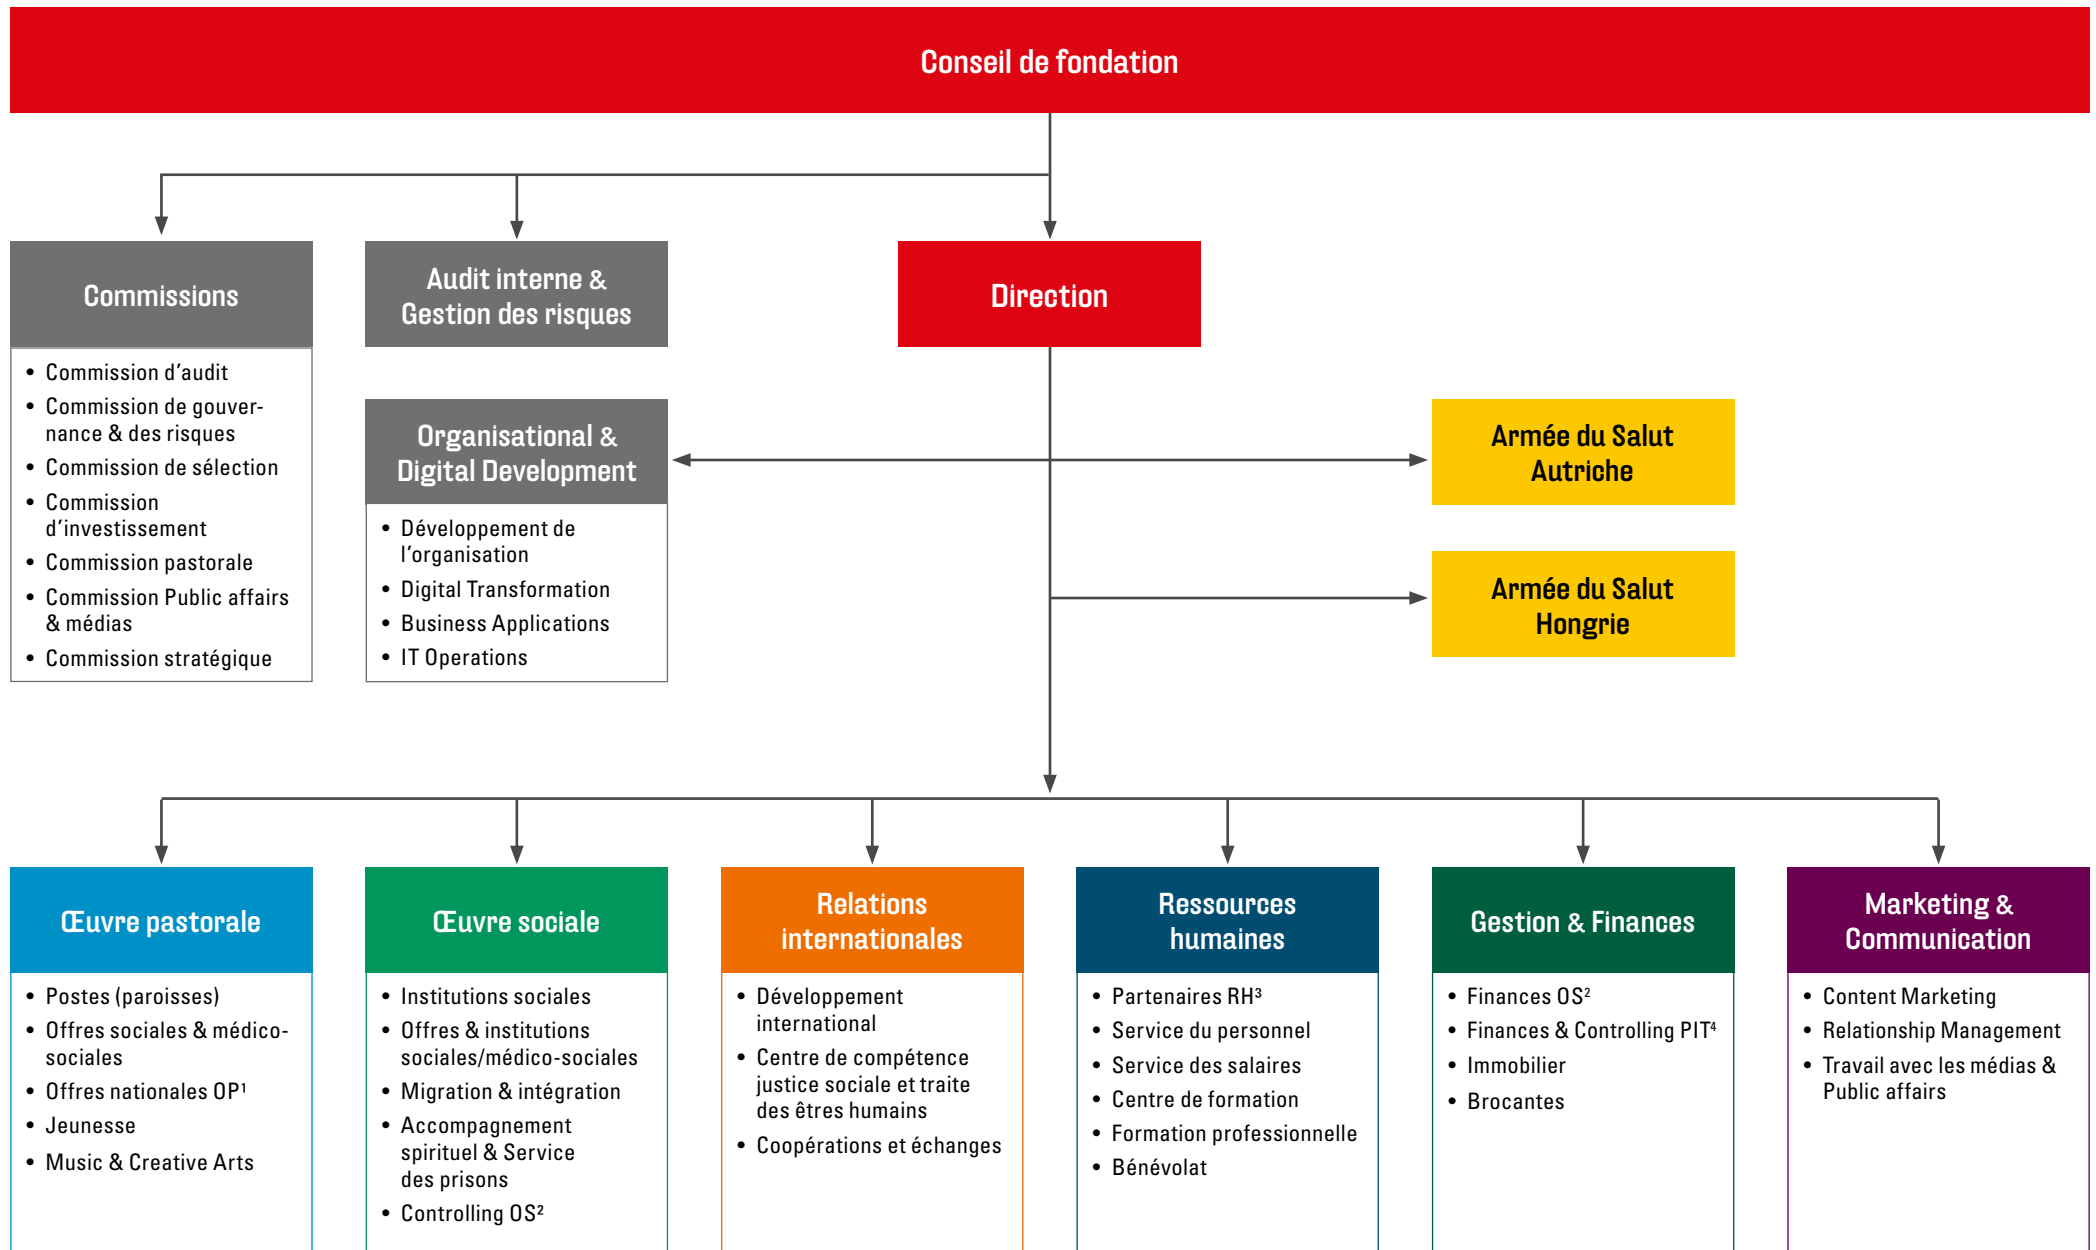 Conseil de fondation
Commissions
• Commission d’audit
• Commission de gouver-
nance & des risques
• Commission de sélection
• Commission
d’investissement
• Commission pastorale
• Commission Public affairs
& médias
• Commission stratégique
Audit interne &
Gestion des risques
Organisational &
Digital Development
• Développement de
l’organisation
• Digital Transformation
• Business Applications
• IT Operations
Direction
Armée du Salut
Autriche
Armée du Salut
Hongrie
Œuvre pastorale
• Postes (paroisses)
• Offres sociales & médico-
sociales
• Offres nationales OP¹
• Jeunesse
• Music & Creative Arts
Œuvre sociale
• Institutions sociales
• Offres & institutions
sociales/médico-sociales
• Migration & intégration
• Accompagnement
spirituel & Service
des prisons
• Controlling OS²
Relations
internationales
• Développement
international
• Centre de compétence
justice sociale et traite
des êtres humains
• Coopérations et échanges
Ressources
humaines
• Partenaires RH³
• Service du personnel
• Service des salaires
• Centre de formation
• Formation professionelle
• Bénévolat
Gestion & Finances
• Finances OS²
• Finances & Controlling PIT⁴
• Immobilier
• Brocantes
Marketing &
Communication
• Content Marketing
• Relationship Management
• Travail avec les médias &
Public affairs